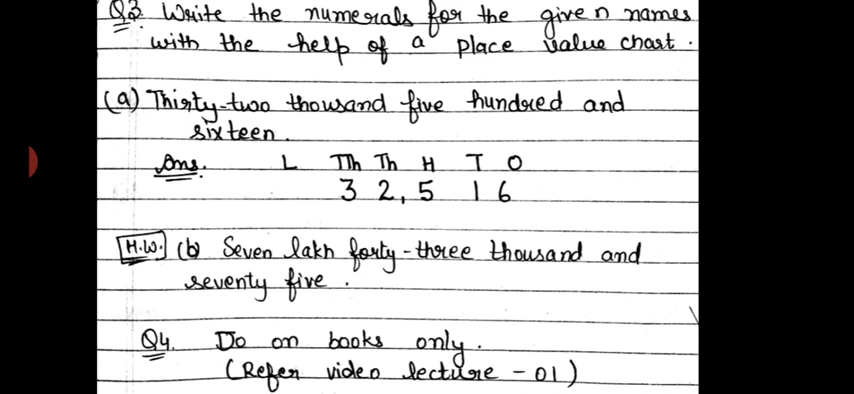 Q3. Write the numerals for the given names
with the help of a place value chart.
(a) Thirty-two thousand five hundred and
sixteen.
Ans. L TTh Th H T O
3 2, 5 1 6
H.W. (b) Seven lakh forty-three thousand and
seventy five.
Q4. Do on books only.
(Refer video lecture - 01)